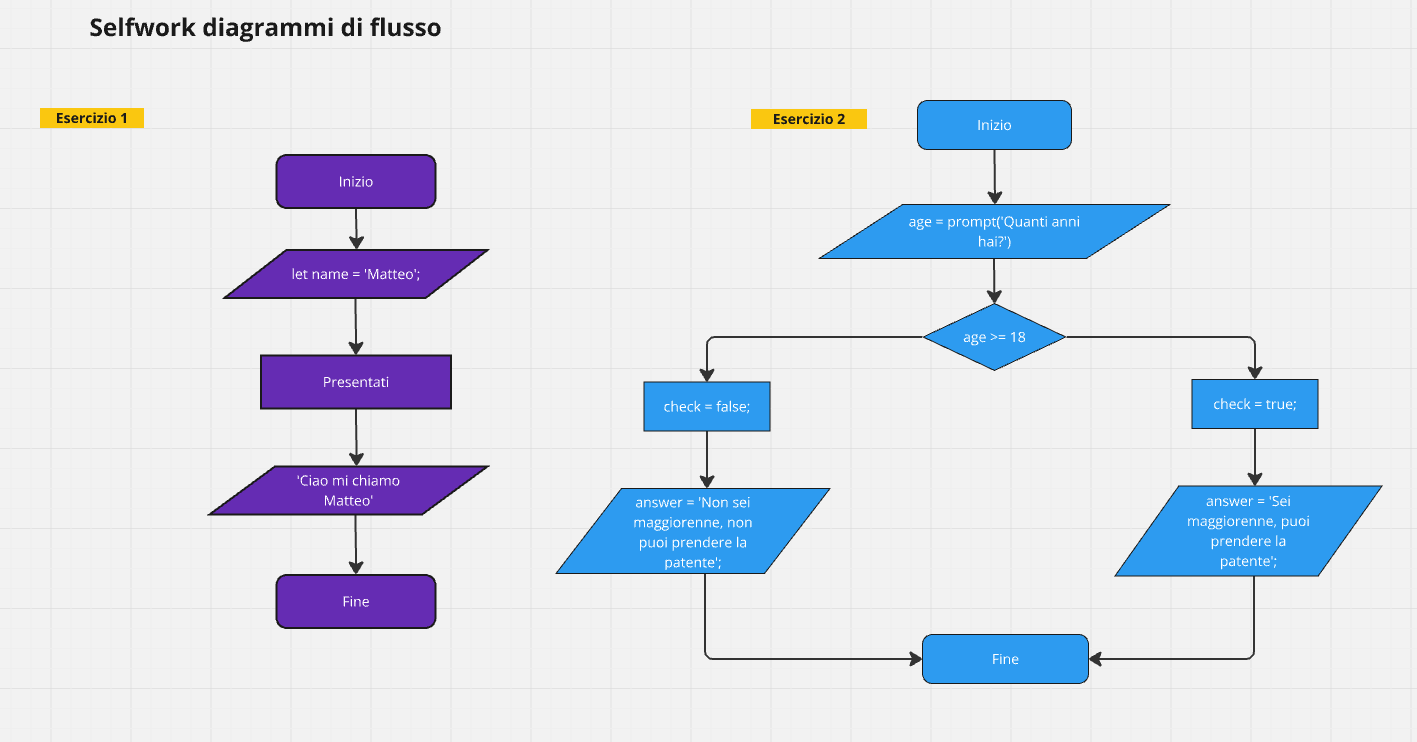 Selfwork diagrammi di flusso
Esercizio 1
Inizio
let name = 'Matteo';
Presentati
'Ciao mi chiamo
Matteo'
Fine
Esercizio 2
Inizio
age = prompt('Quanti anni
hai?')
age >= 18
check = false;
answer = 'Non sei
maggiorenne, non
puoi prendere la
patente';
check = true;
answer = 'Sei
maggiorenne, puoi
prendere la
patente';
Fine